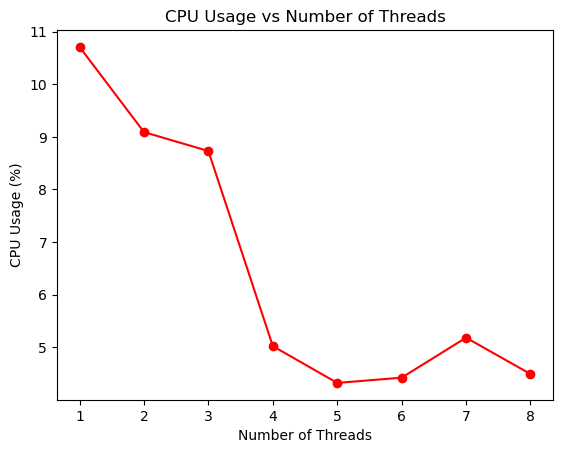 CPU Usage vs Number of Threads
11
10
9
8
7
6
5
CPU Usage (%)
1 2 3 4 5 6 7 8
Number of Threads